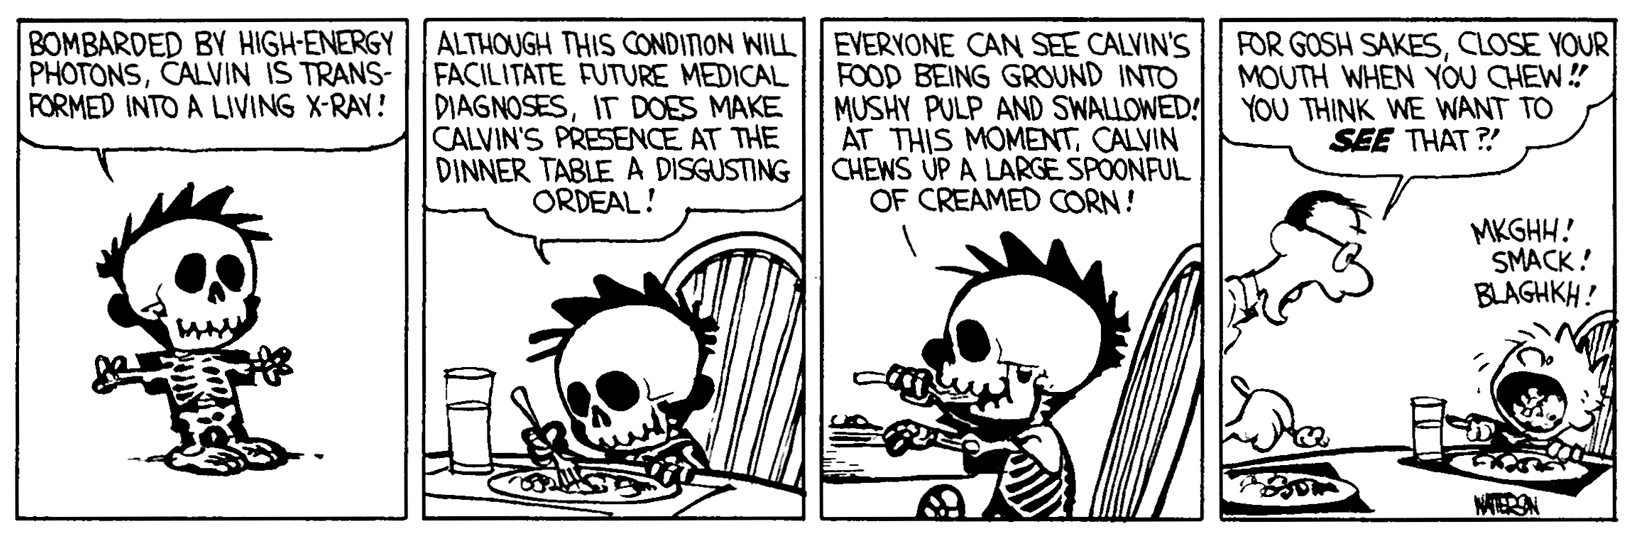 BOMBARDED BY HIGH-ENERGY
PHOTONS, CALVIN IS TRANS-
FORMED INTO A LIVING X-RAY!
ALTHOUGH THIS CONDITION WILL
FACILITATE FUTURE MEDICAL
DIAGNOSES, IT DOES MAKE
CALVIN'S PRESENCE AT THE
DINNER TABLE A DISGUSTING
ORDEAL!
EVERYONE CAN SEE CALVIN'S
FOOD BEING GROUND INTO
MUSHY PULP AND SWALLOWED!
AT THIS MOMENT, CALVIN
CHEWS UP A LARGE SPOONFUL
OF CREAMED CORN!
FOR GOSH SAKES, CLOSE YOUR
MOUTH WHEN YOU CHEW!!
YOU THINK WE WANT TO
SEE THAT?!
MKGHH!
SMACK!
BLAGHKH!
WATTERSON